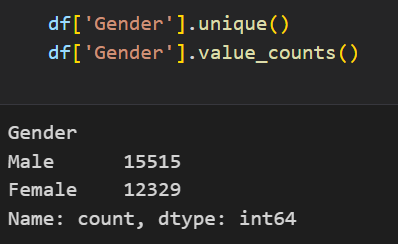 df['Gender'].unique()
df['Gender'].value_counts()
Gender
Male      15515
Female    12329
Name: count, dtype: int64